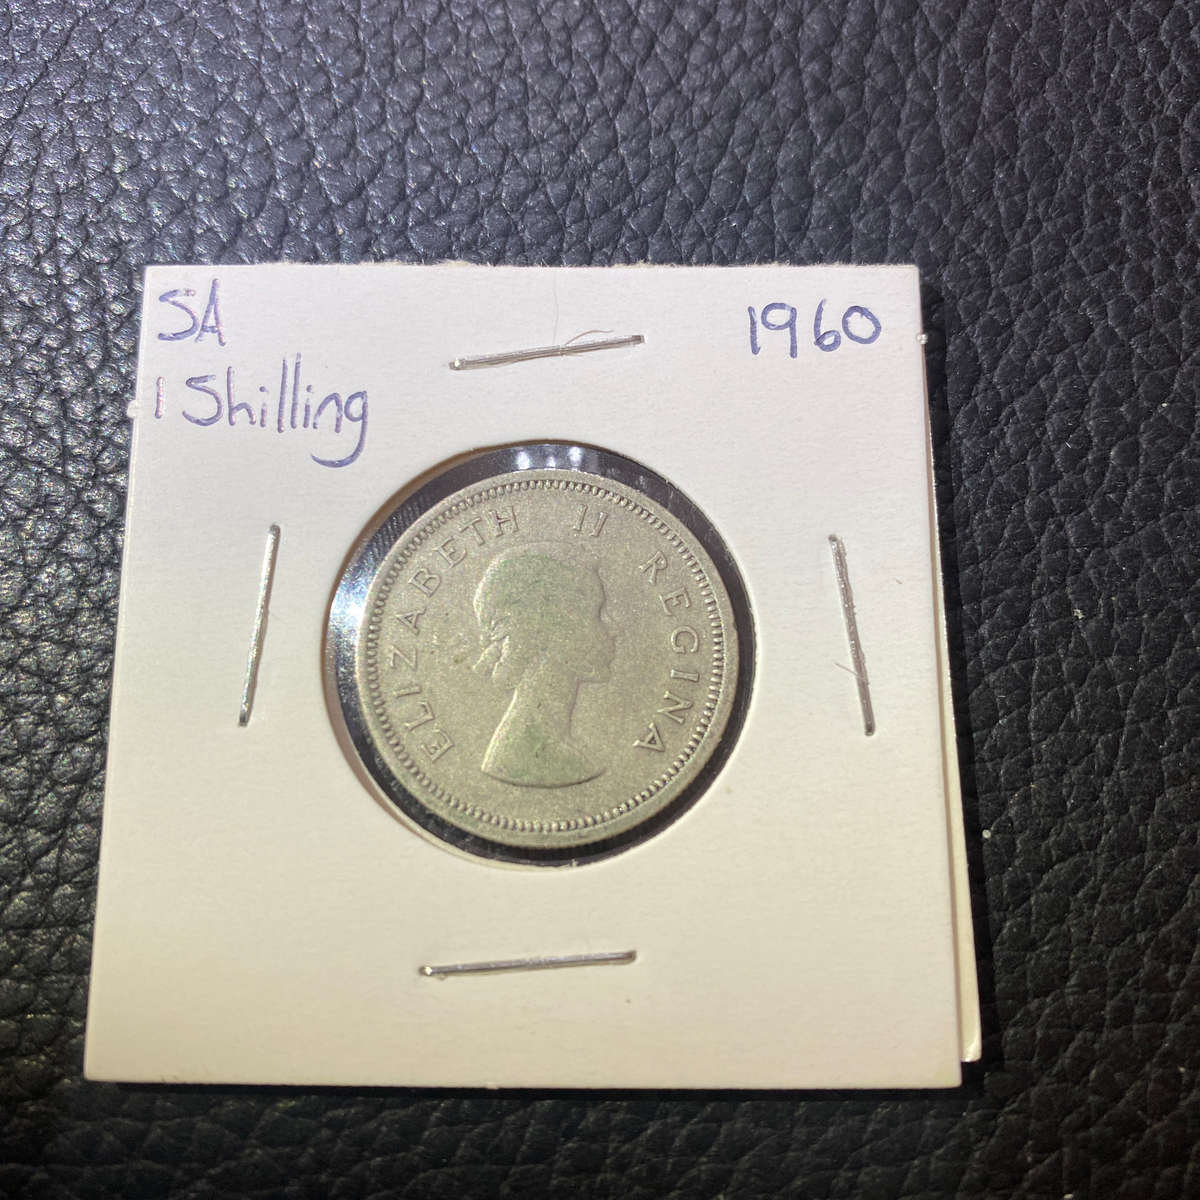 SA
1960
1 Shilling
ELIZABETH II REGINA